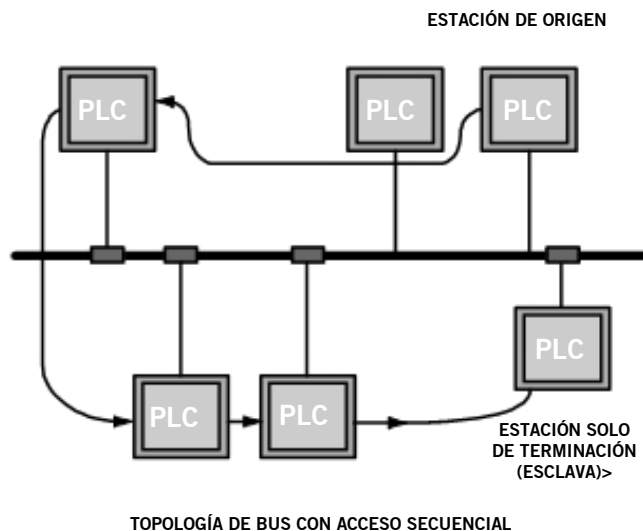 ESTACIÓN DE ORIGEN
PLC
PLC
PLC
PLC
PLC
PLC
ESTACIÓN SOLO
DE TERMINACIÓN
(ESCLAVA)>
TOPOLOGÍA DE BUS CON ACCESO SECUENCIAL